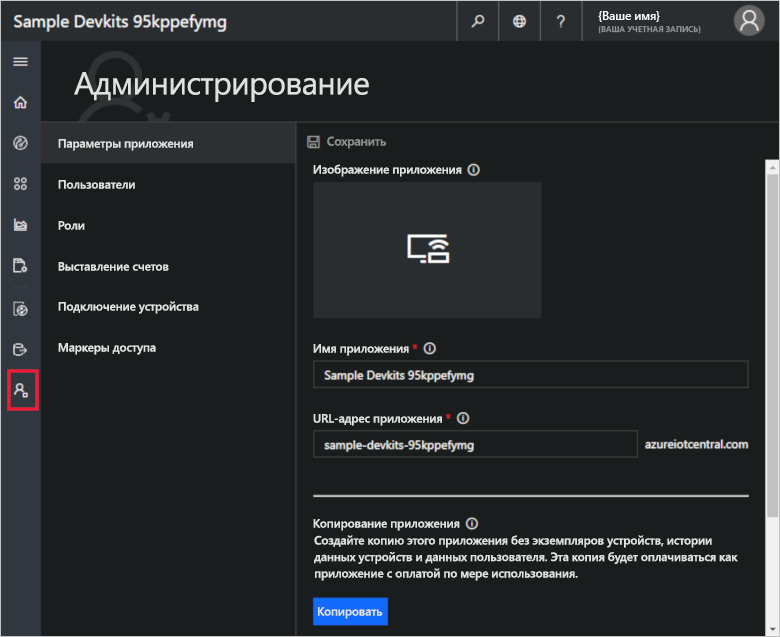 Sample Devkits 95kppefymg
?
{Ваше имя}
(ВАША УЧЕТНАЯ ЗАПИСЬ)
Администрирование
Параметры приложения
Пользователи
Роли
Выставление счетов
Подключение устройства
Маркеры доступа
Сохранить
Изображение приложения
Имя приложения *
Sample Devkits 95kppefymg
URL-адрес приложения *
sample-devkits-95kppefymg
azureiotcentral.com
Копирование приложения
Создайте копию этого приложения без экземпляров устройств, истории
данных устройств и данных пользователя. Эта копия будет оплачиваться как
приложение с оплатой по мере использования.
Копировать